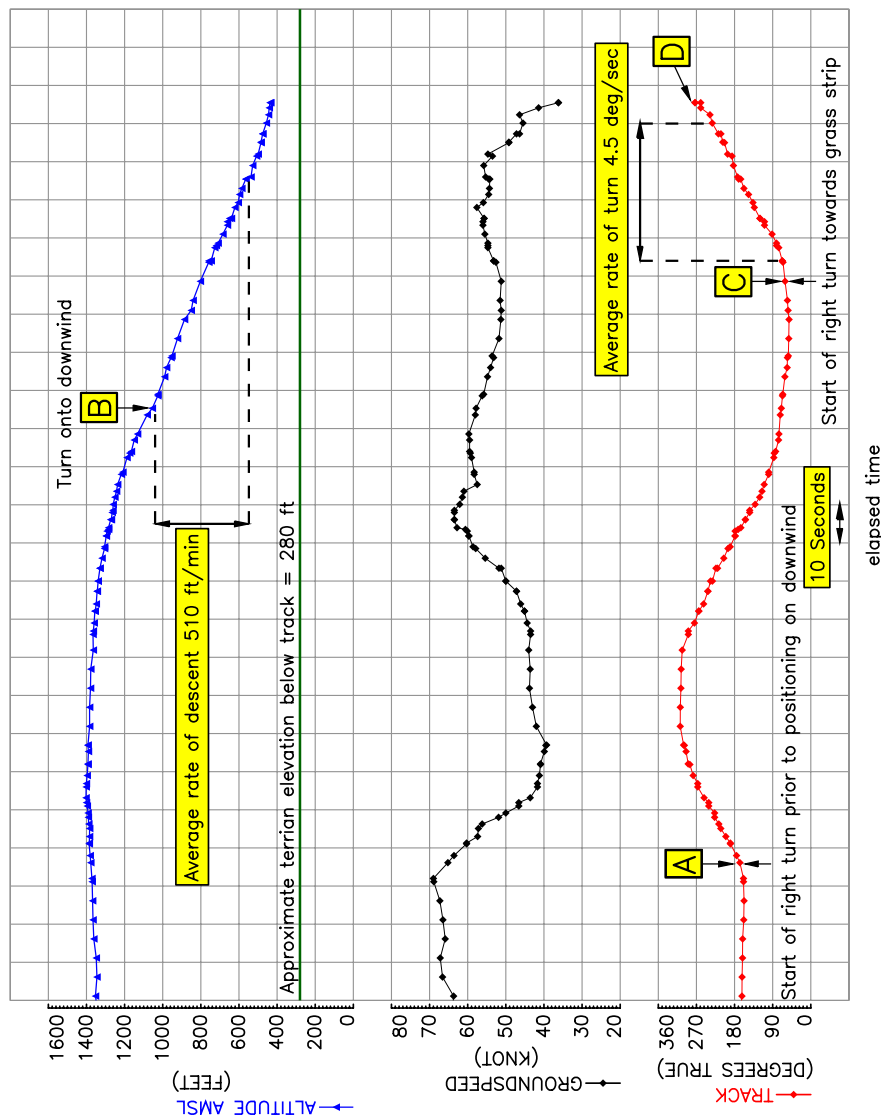 ALTITUDE AMSL
(FEET)
1600
1400
1200
1000
800
600
400
200
0
Turn onto downwind
B
Average rate of descent 510 ft/min
Approximate terrian elevation below track = 280 ft
GROUNDSPEED
(KNOT)
80
70
60
50
40
30
20
Average rate of turn 4.5 deg/sec
TRACK
(DEGREES TRUE)
360
270
180
90
0
A
C
D
Start of right turn prior to positioning on downwind
Start of right turn towards grass strip
10 Seconds
elapsed time